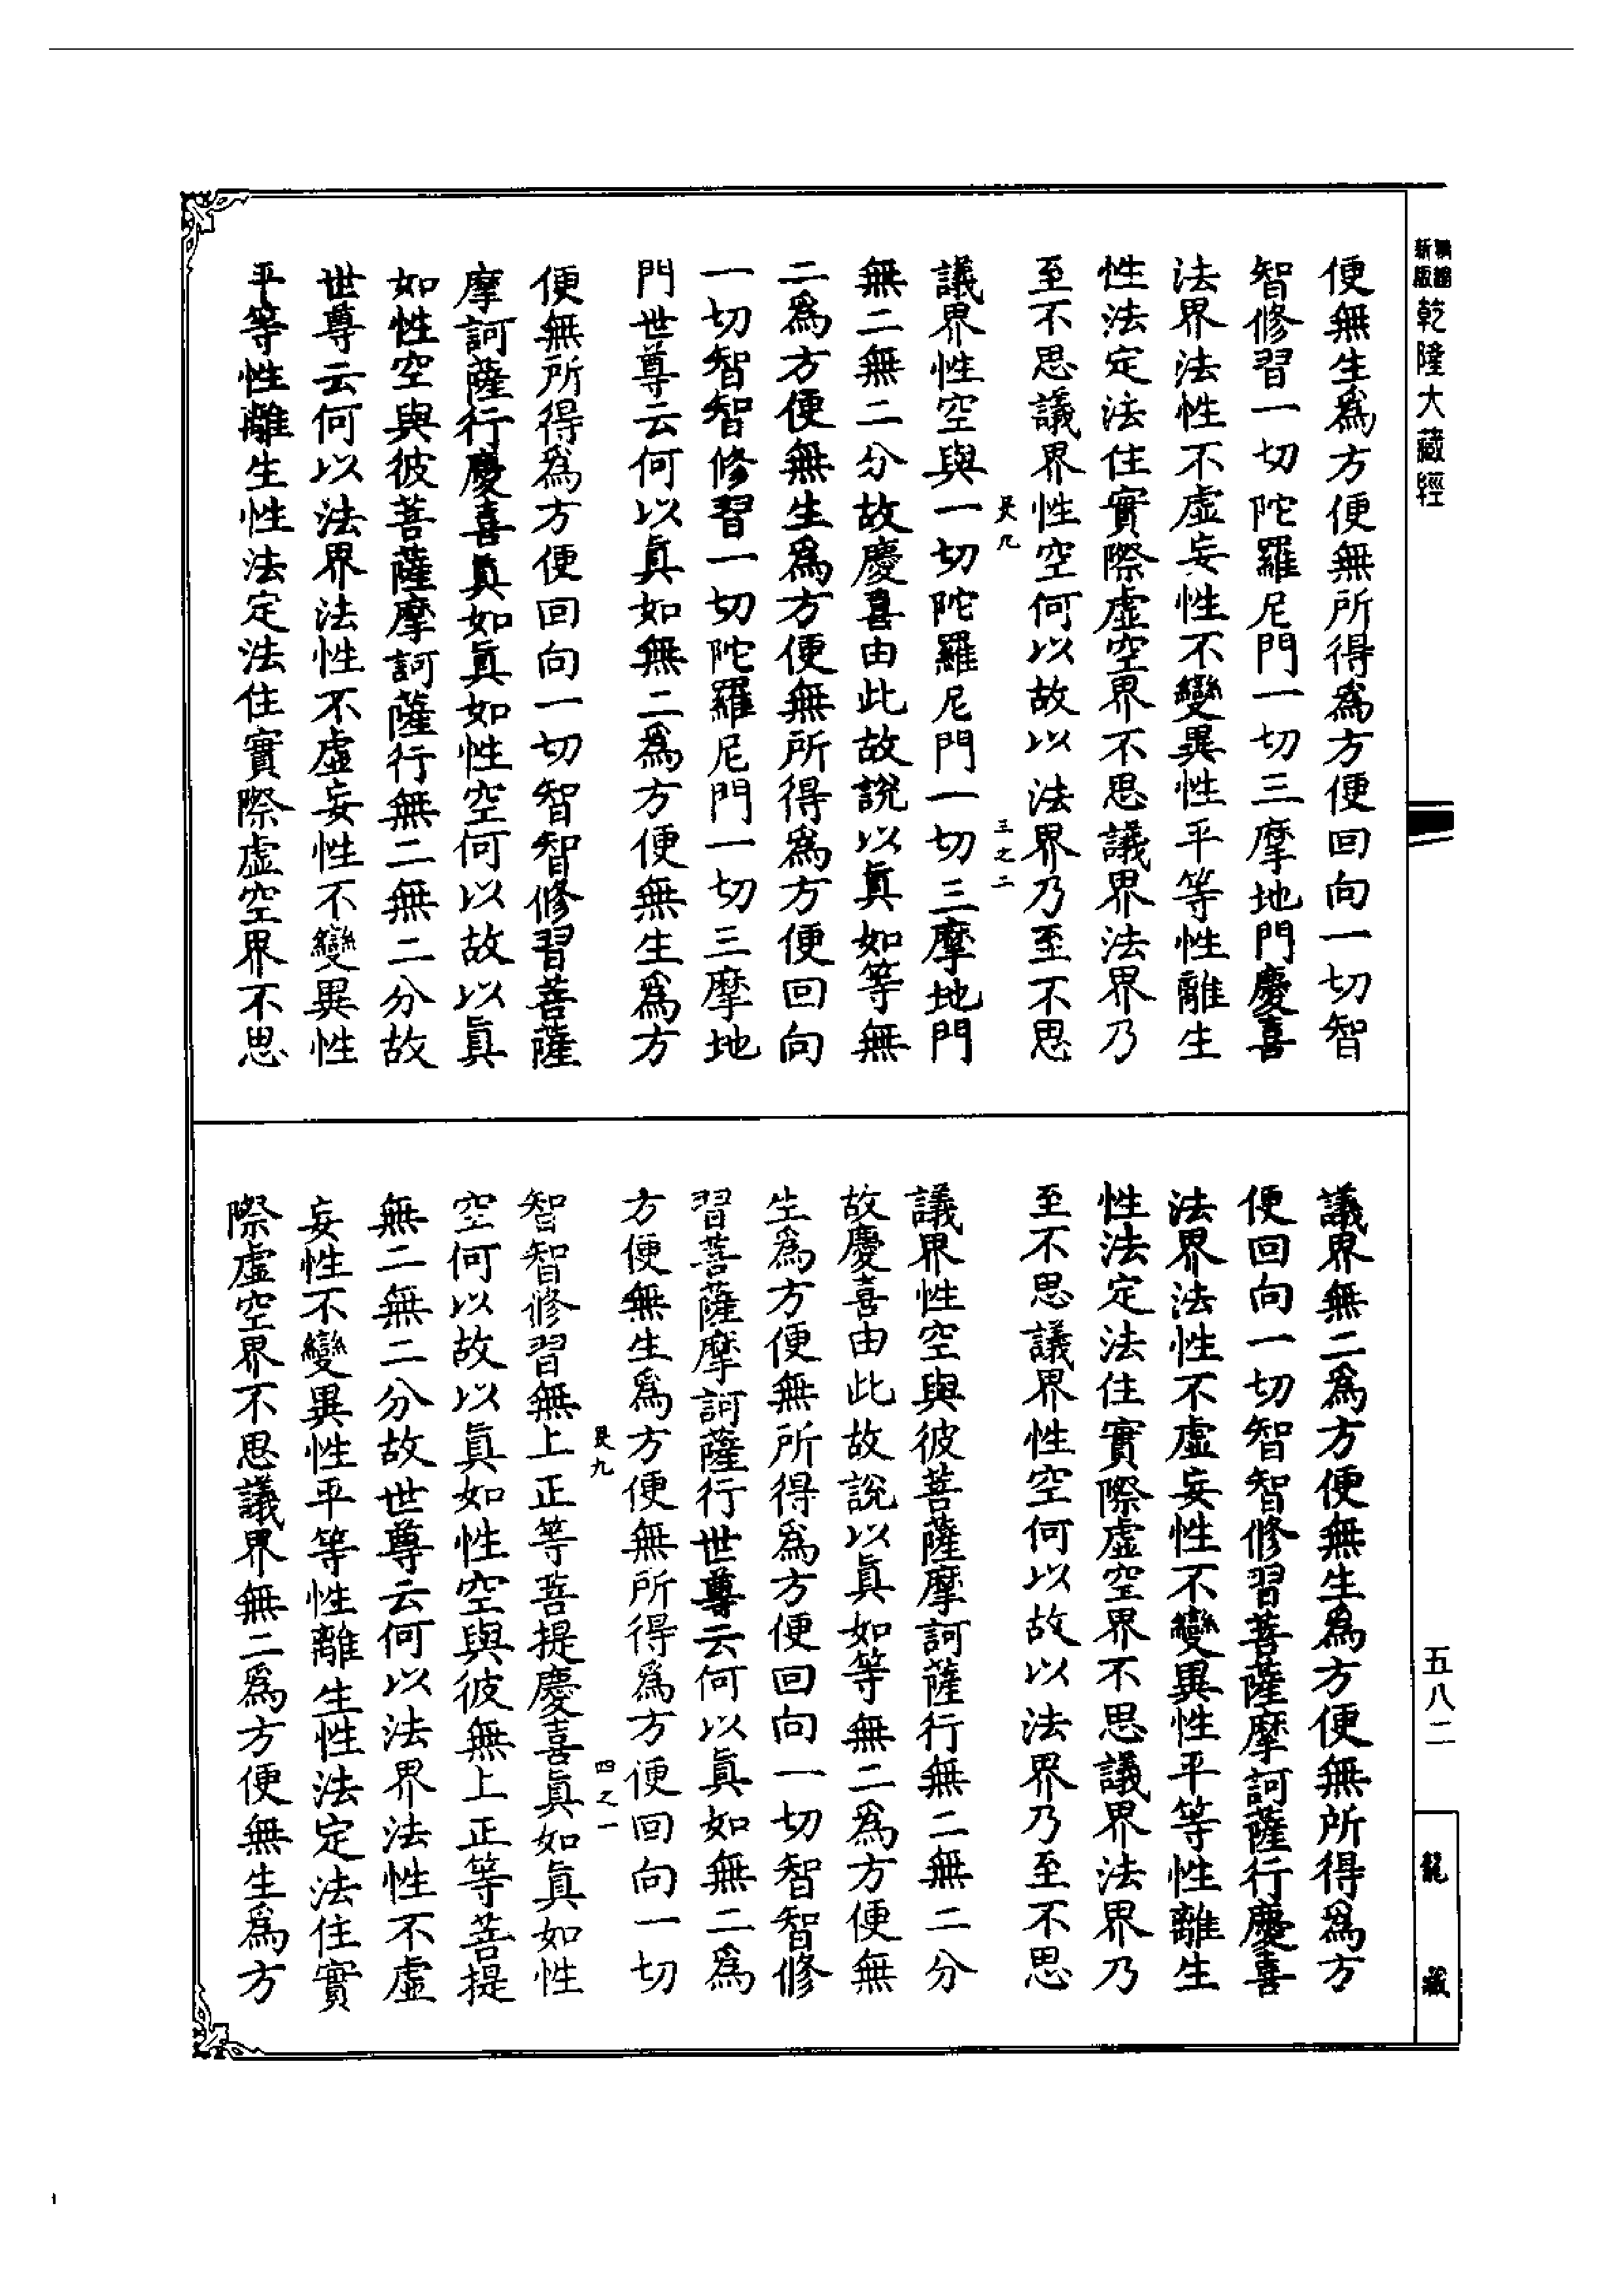 新版精縮乾隆大藏經
便無生爲方便無所得爲方便回向一切智
智修習一切陀羅尼門一切三摩地門慶喜
法界法性不虛妄性不變異性平等性離生
性法定法住實際虛空界不思議界法界乃
至不思議界性空何以故以法界乃至不思
三之二
議界性空與一切陀羅尼門一切三摩地門
無二無二分故慶喜由此故說以眞如等無
二爲方便無生爲方便無所得爲方便回向
一切智智修習一切陀羅尼門一切三摩地
門世尊云何以眞如無二爲方便無生爲方
便無所得爲方便回向一切智智修習菩薩
摩訶薩行慶喜眞如眞如性空何以故以眞
如性空與彼菩薩摩訶薩行無二無二分故
世尊云何以法界法性不虛妄性不變異性
平等性離生性法定法住實際虛空界不思
議界無二爲方便無生爲方便無所得爲方
便回向一切智智修習菩薩摩訶薩行慶喜
法界法性不虛妄性不變異性平等性離生
性法定法住實際虛空界不思議界法界乃
至不思議界性空何以故以法界乃至不思
議界性空與彼菩薩摩訶薩行無二無二分
故慶喜由此故說以眞如等無二爲方便無
生爲方便無所得爲方便回向一切智智修
習菩薩摩訶薩行世尊云何以眞如無二爲
方便無生爲方便無所得爲方便回向一切
四之一
智智修習無上正等菩提慶喜眞如眞如性
空何以故以眞如性空與彼無上正等菩提
無二無二分故世尊云何以法界法性不虛
妄性不變異性平等性離生性法定法住實
際虛空界不思議界無二爲方便無生爲方
五八二
龍藏